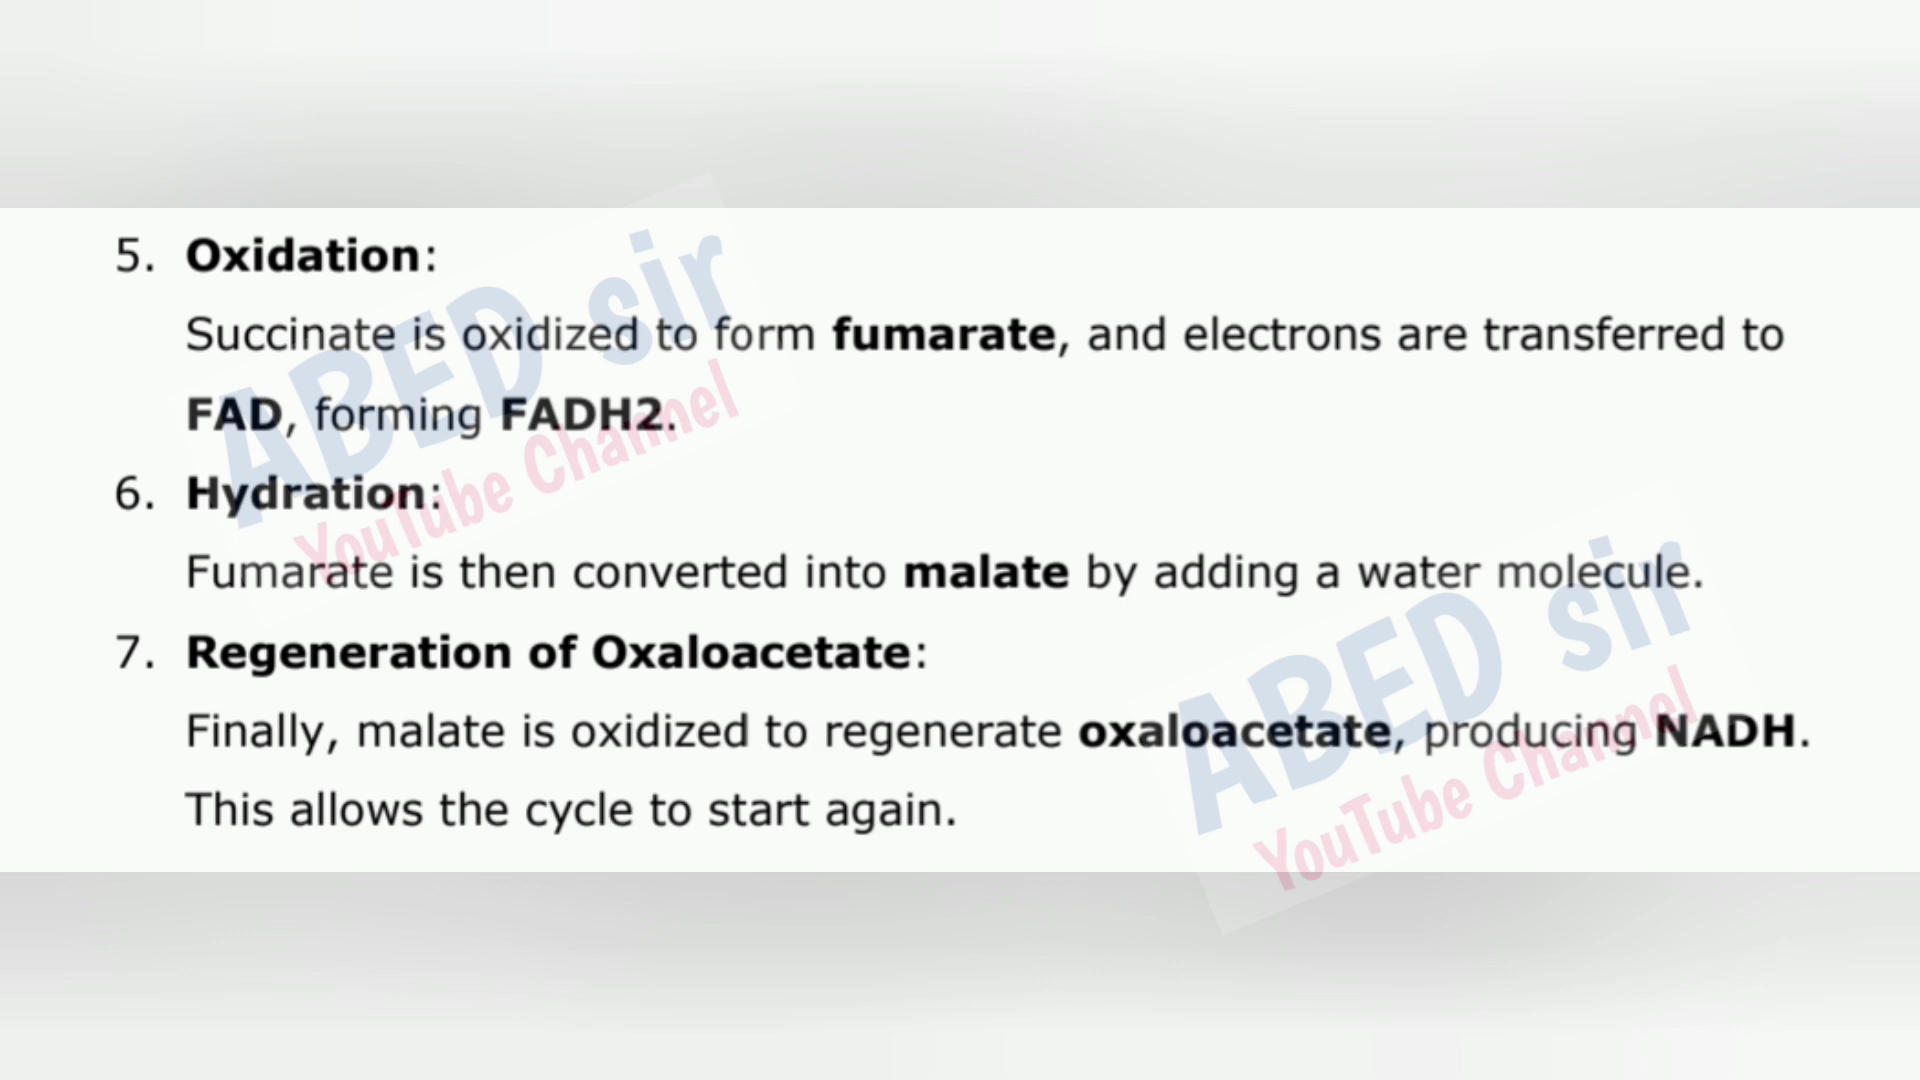 5. Oxidation:
Succinate is oxidized to form fumarate, and electrons are transferred to
FAD, forming FADH2.
6. Hydration:
Fumarate is then converted into malate by adding a water molecule.
7. Regeneration of Oxaloacetate:
Finally, malate is oxidized to regenerate oxaloacetate, producing NADH.
This allows the cycle to start again.
ABED sir
YouTube Channel
ABED sir
YouTube Channel